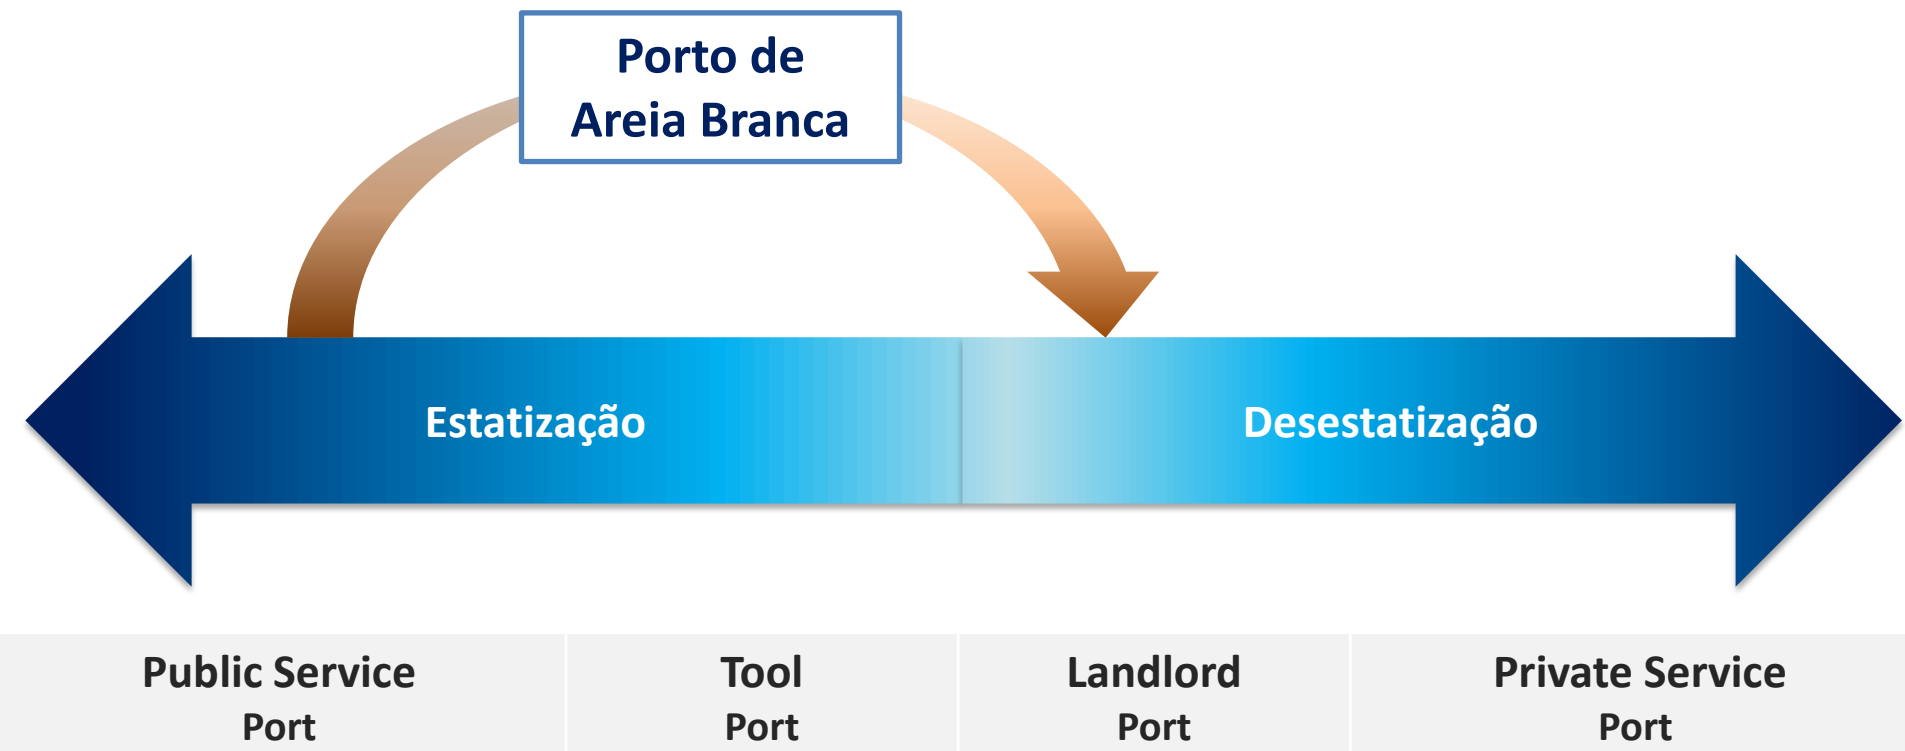 Porto de
Areia Branca
Estatização
Desestatização
Public Service
Port
Tool
Port
Landlord
Port
Private Service
Port